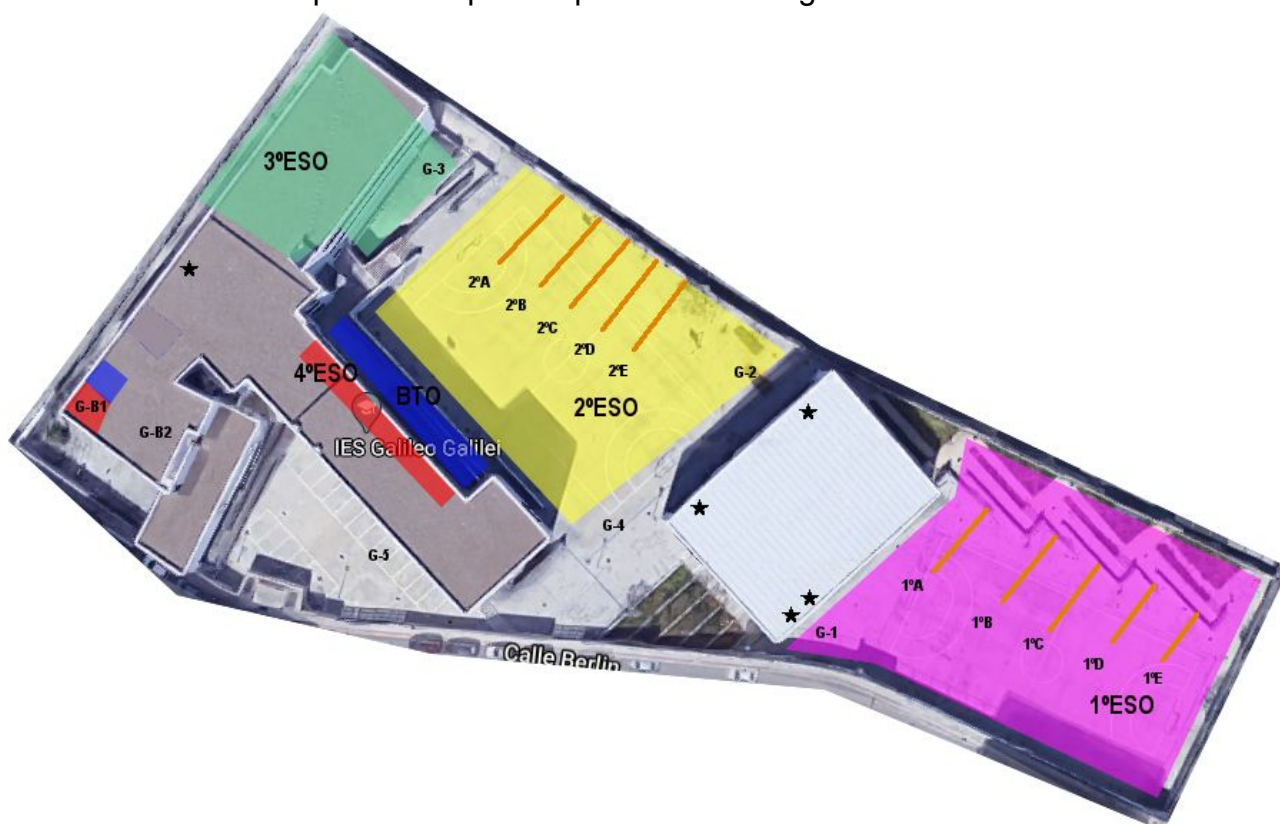 3ºESO
G-3
2ºA
2ºB
2ºC
2ºD
2ºE
G-2
2ºESO
4ºESO
BTO
G-B1
G-B2
IES Galileo Galilei
G-5
G-4
1ºA
1ºB
1ºC
1ºD
1ºE
G-1
1ºESO
Calle Berlin